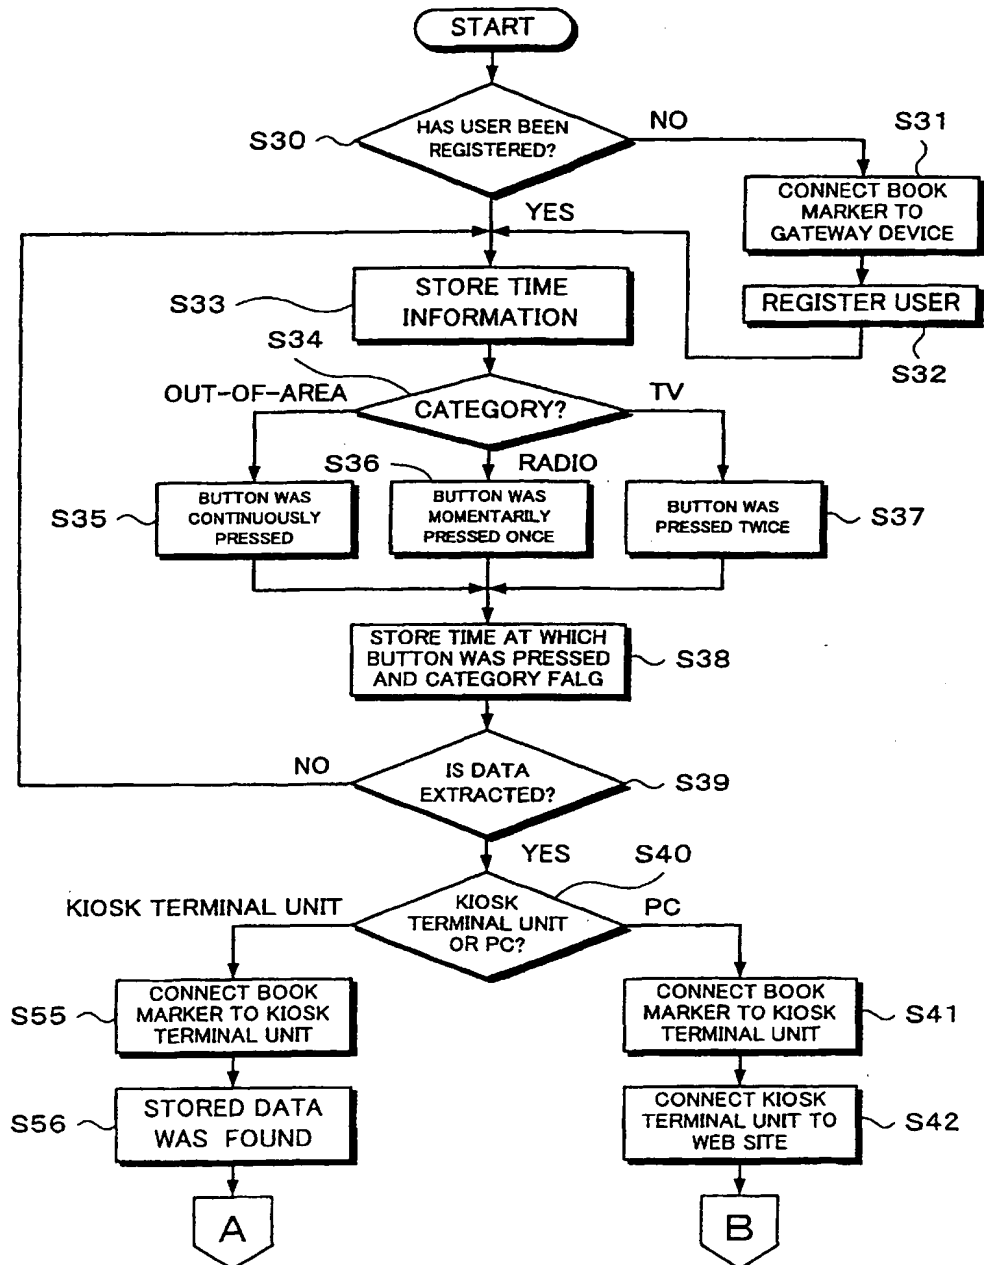 START
S30
HAS USER BEEN
REGISTERED?
NO
S31
CONNECT BOOK
MARKER TO
GATEWAY DEVICE
YES
REGISTER USER
S32
S33
STORE TIME
INFORMATION
S34
OUT-OF-AREA
CATEGORY?
TV
RADIO
S35
BUTTON WAS
CONTINUOUSLY
PRESSED
S36
BUTTON WAS
MOMENTARILY
PRESSED ONCE
BUTTON WAS
PRESSED TWICE
S37
STORE TIME AT WHICH
BUTTON WAS PRESSED
AND CATEGORY FALG
S38
NO
IS DATA
EXTRACTED?
S39
YES
S40
KIOSK TERMINAL UNIT
KIOSK
TERMINAL UNIT
OR PC?
PC
S55
CONNECT BOOK
MARKER TO KIOSK
TERMINAL UNIT
CONNECT BOOK
MARKER TO KIOSK
TERMINAL UNIT
S41
S56
STORED DATA
WAS FOUND
CONNECT KIOSK
TERMINAL UNIT TO
WEB SITE
S42
A
B